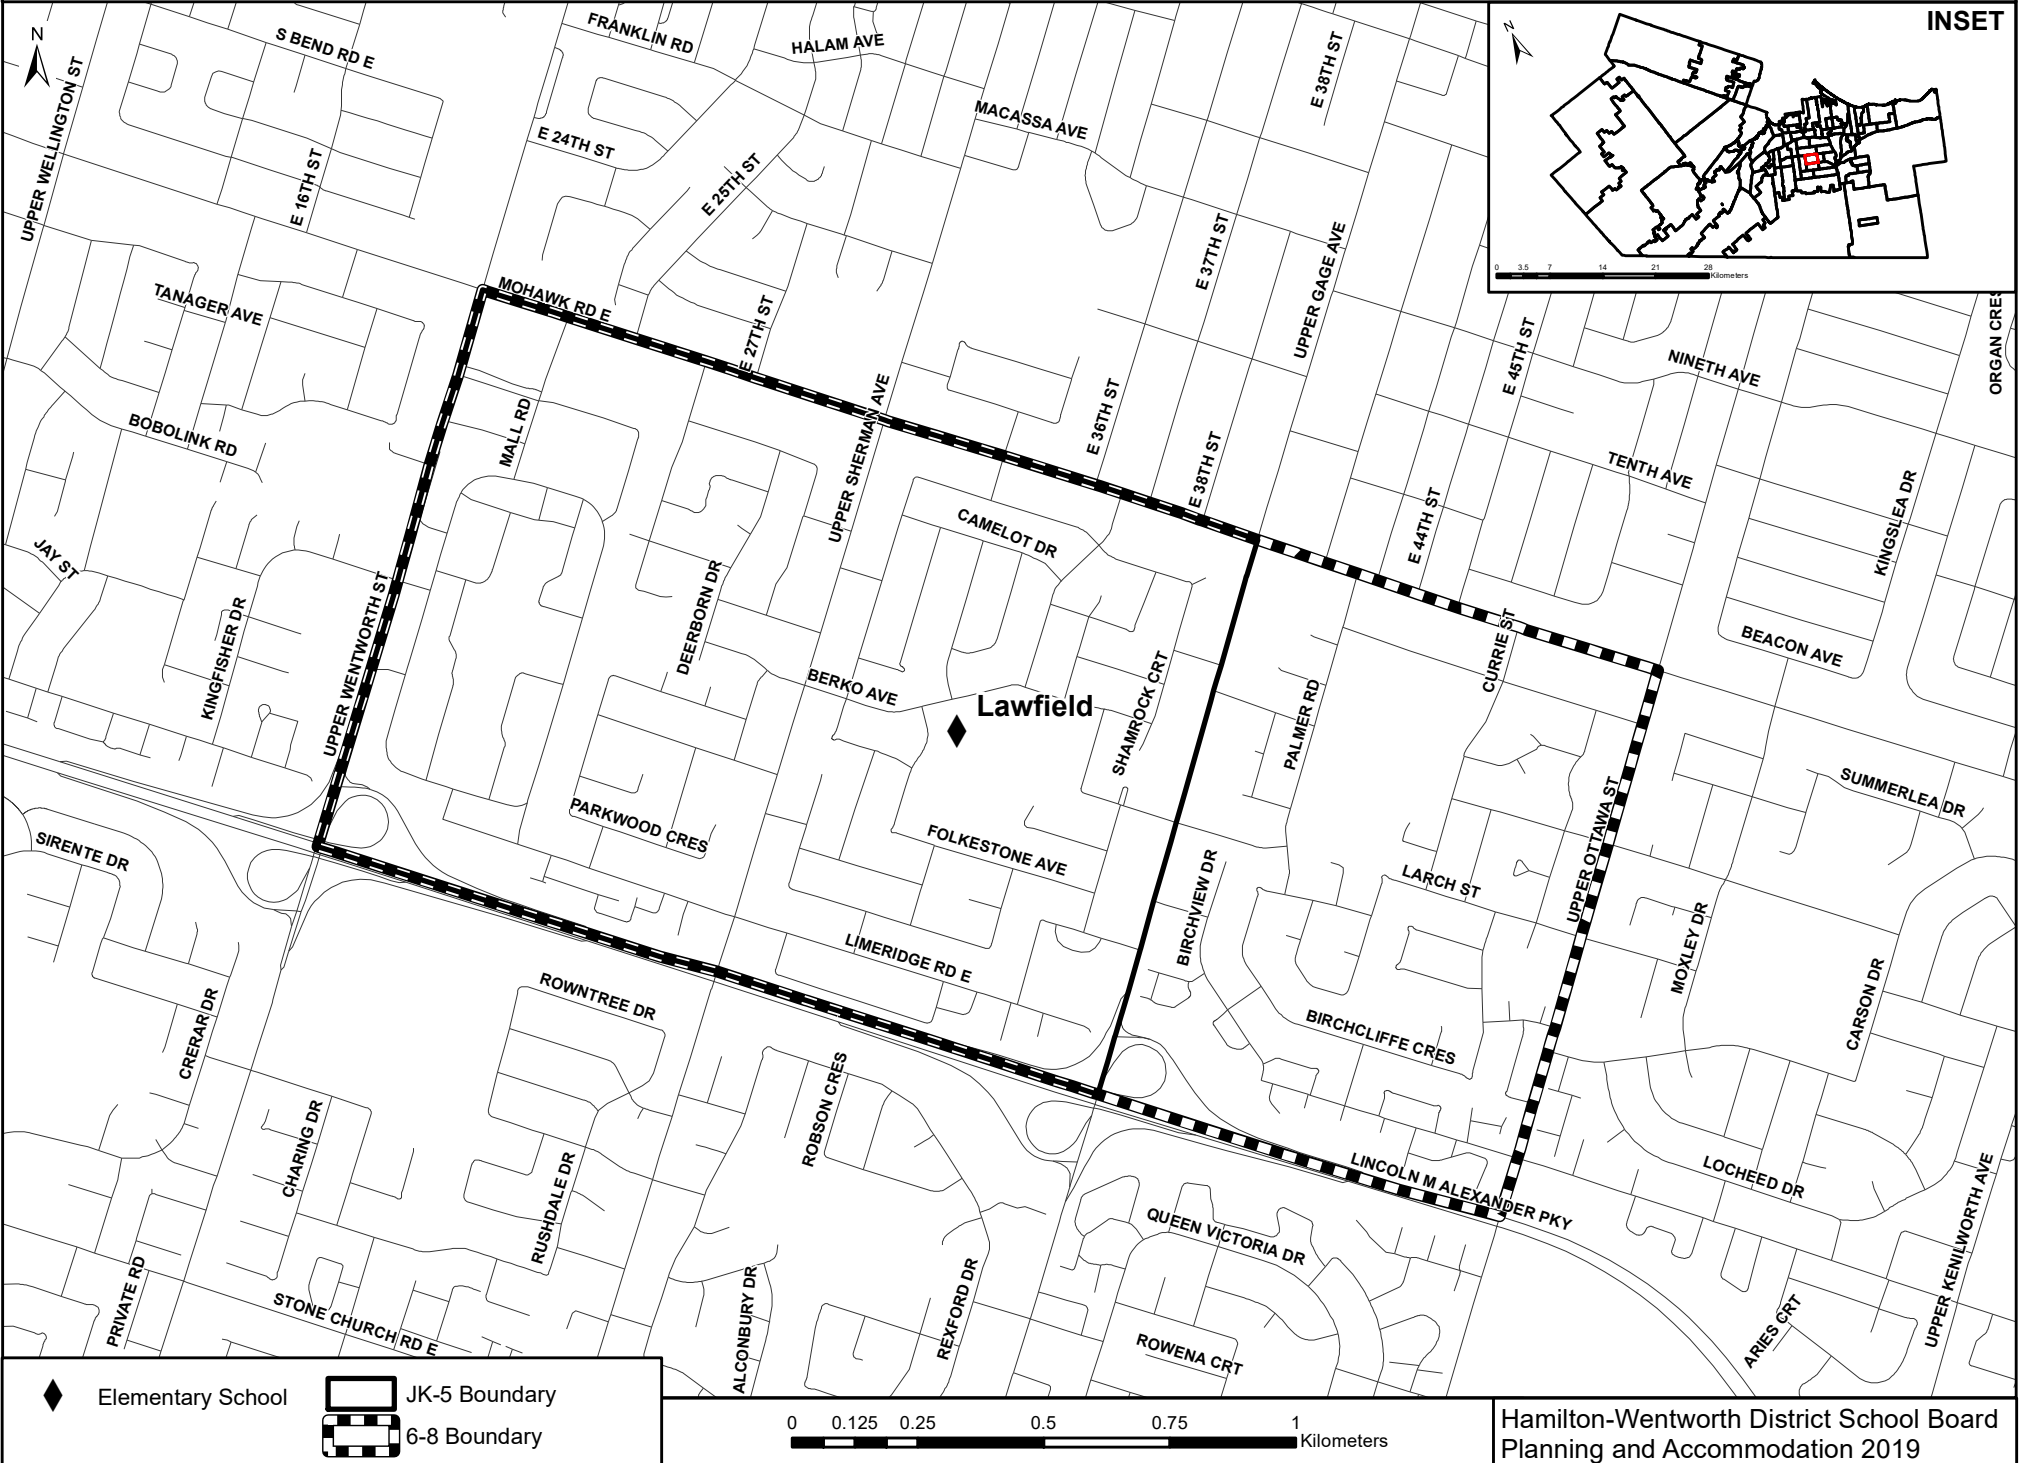 INSET
N
N
0 3.5 7 14 21 28
Kilometers
S BEND RD E
FRANKLIN RD
HALAM AVE
E 38TH ST
UPPER WELLINGTON ST
MACASSA AVE
E 24TH ST
E 16TH ST
E 25TH ST
E 37TH ST
UPPER GAGE AVE
TANAGER AVE
MOHAWK RD E
E 27TH ST
E 45TH ST
NINETH AVE
ORGAN CRES
BOBOLINK RD
MALL RD
UPPER SHERMAN AVE
E 36TH ST
E 38TH ST
TENTH AVE
E 44TH ST
KINGSLEA DR
CAMELOT DR
JAY ST
KINGFISHER DR
UPPER WENTWORTH ST
DEERBORN DR
BERKO AVE
Lawfield
SHAMROCK CRT
PALMER RD
CURRIE ST
BEACON AVE
SUMMERLEA DR
SIRENTE DR
PARKWOOD CRES
FOLKESTONE AVE
BIRCHVIEW DR
LARCH ST
UPPER OTTAWA ST
MOXLEY DR
LIMERIDGE RD E
ROWNTREE DR
CRERAR DR
BIRCHCLIFFE CRES
CARSON DR
CHARING DR
ROBSON CRES
RUSHDALE DR
LINCOLN M ALEXANDER PKY
LOCHEED DR
QUEEN VICTORIA DR
UPPER KENILWORTH AVE
PRIVATE RD
STONE CHURCH RD E
ALCONBURY DR
REXFORD DR
ROWENA CRT
ARIES CRT
Elementary School
JK-5 Boundary
6-8 Boundary
0 0.125 0.25 0.5 0.75 1
Kilometers
Hamilton-Wentworth District School Board
Planning and Accommodation 2019